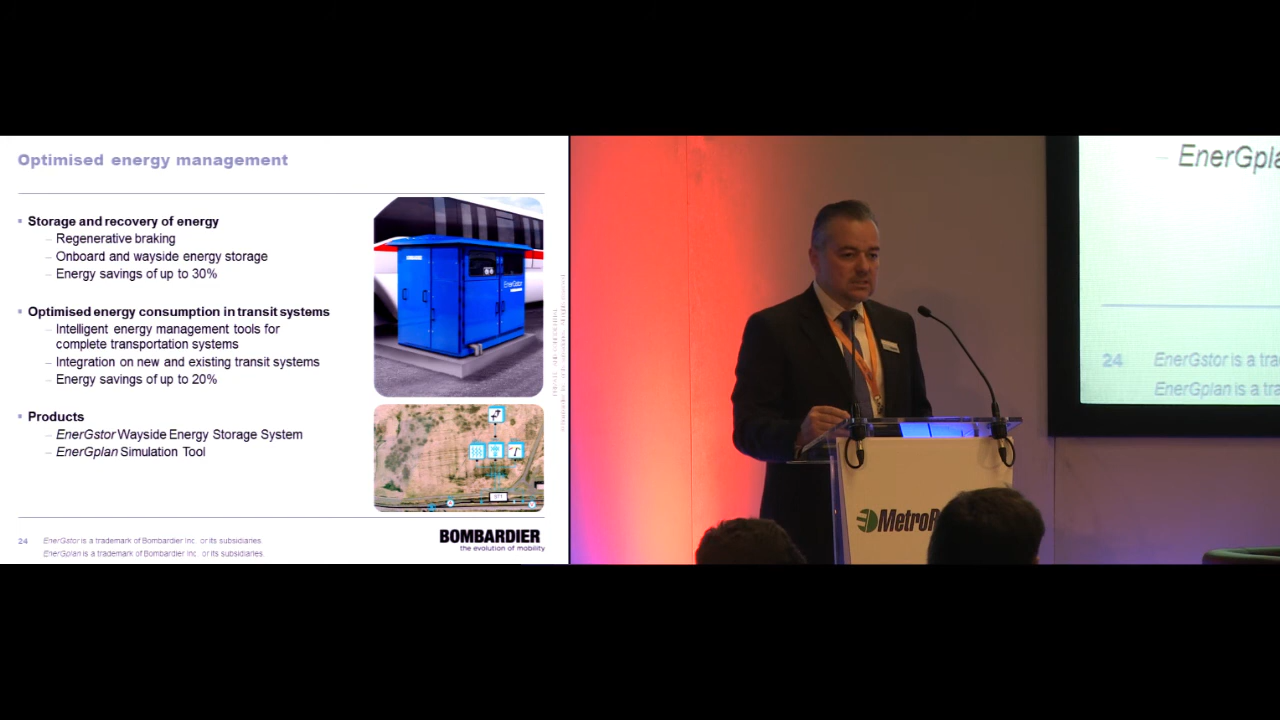 Optimised energy management
Storage and recovery of energy
– Regenerative braking
– Onboard and wayside energy storage
– Energy savings of up to 30%
Optimised energy consumption in transit systems
– Intelligent energy management tools for
complete transportation systems
– Integration on new and existing transit systems
– Energy savings of up to 20%
Products
– EnerGstor Wayside Energy Storage System
– EnerGplan Simulation Tool
24
EnerGstor is a trademark of Bombardier Inc. or its subsidiaries.
EnerGplan is a trademark of Bombardier Inc. or its subsidiaries.
BOMBARDIER
the evolution of mobility
EnerGstor
– EnerGpla
24
EnerGstor is a tra
EnerGplan is a tra
MetroR